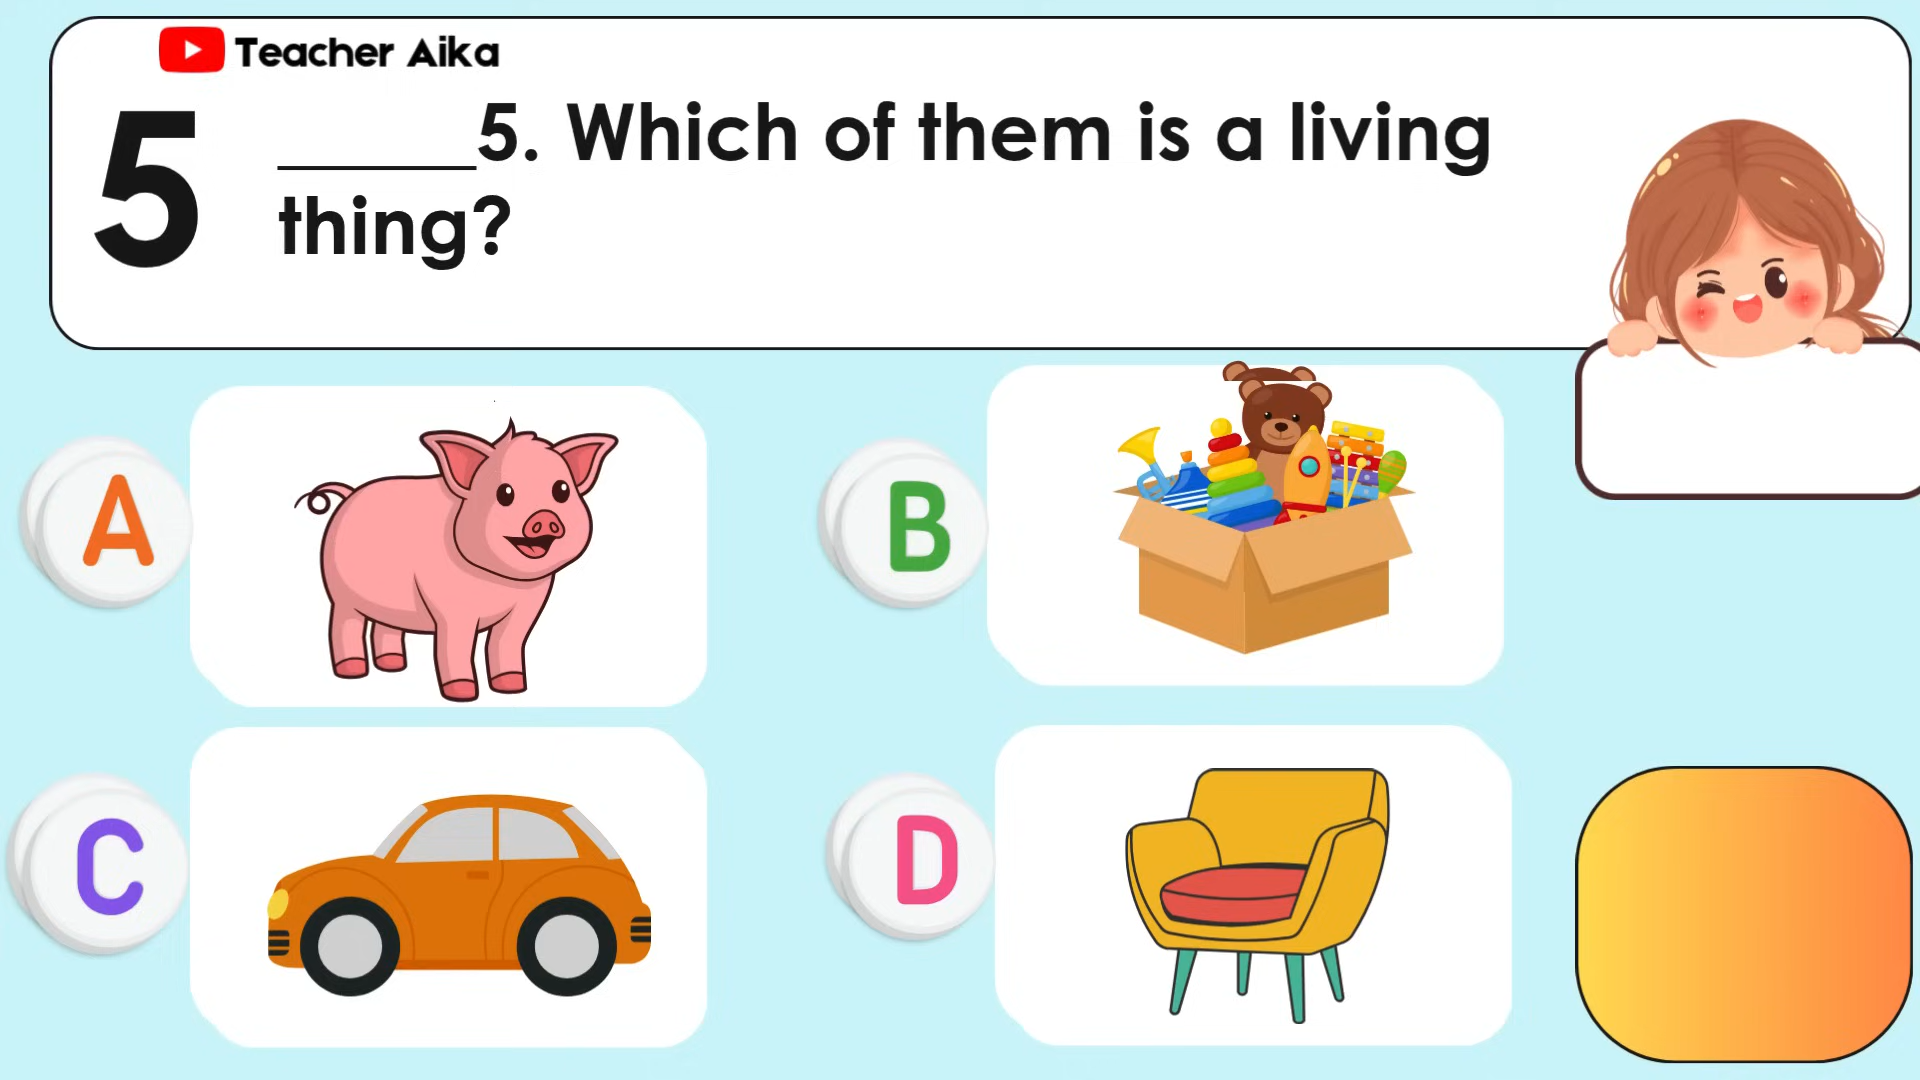 Teacher Aika
5
______5. Which of them is a living
thing?
A
B
C
D